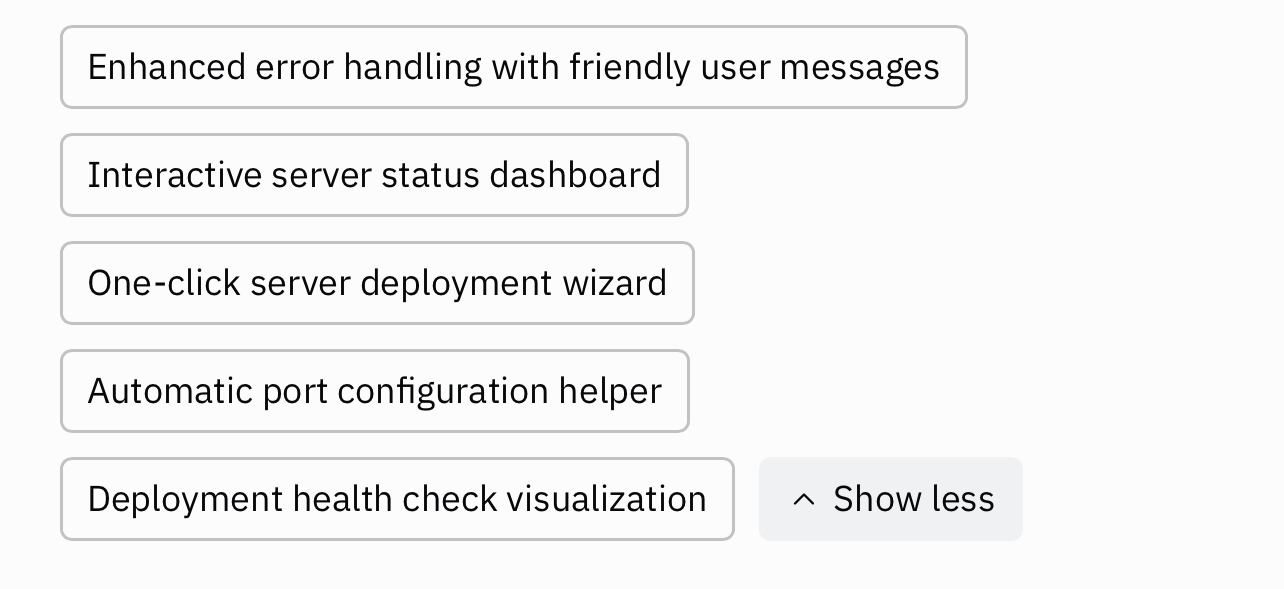 Enhanced error handling with friendly user messages
Interactive server status dashboard
One-click server deployment wizard
Automatic port configuration helper
Deployment health check visualization
Show less